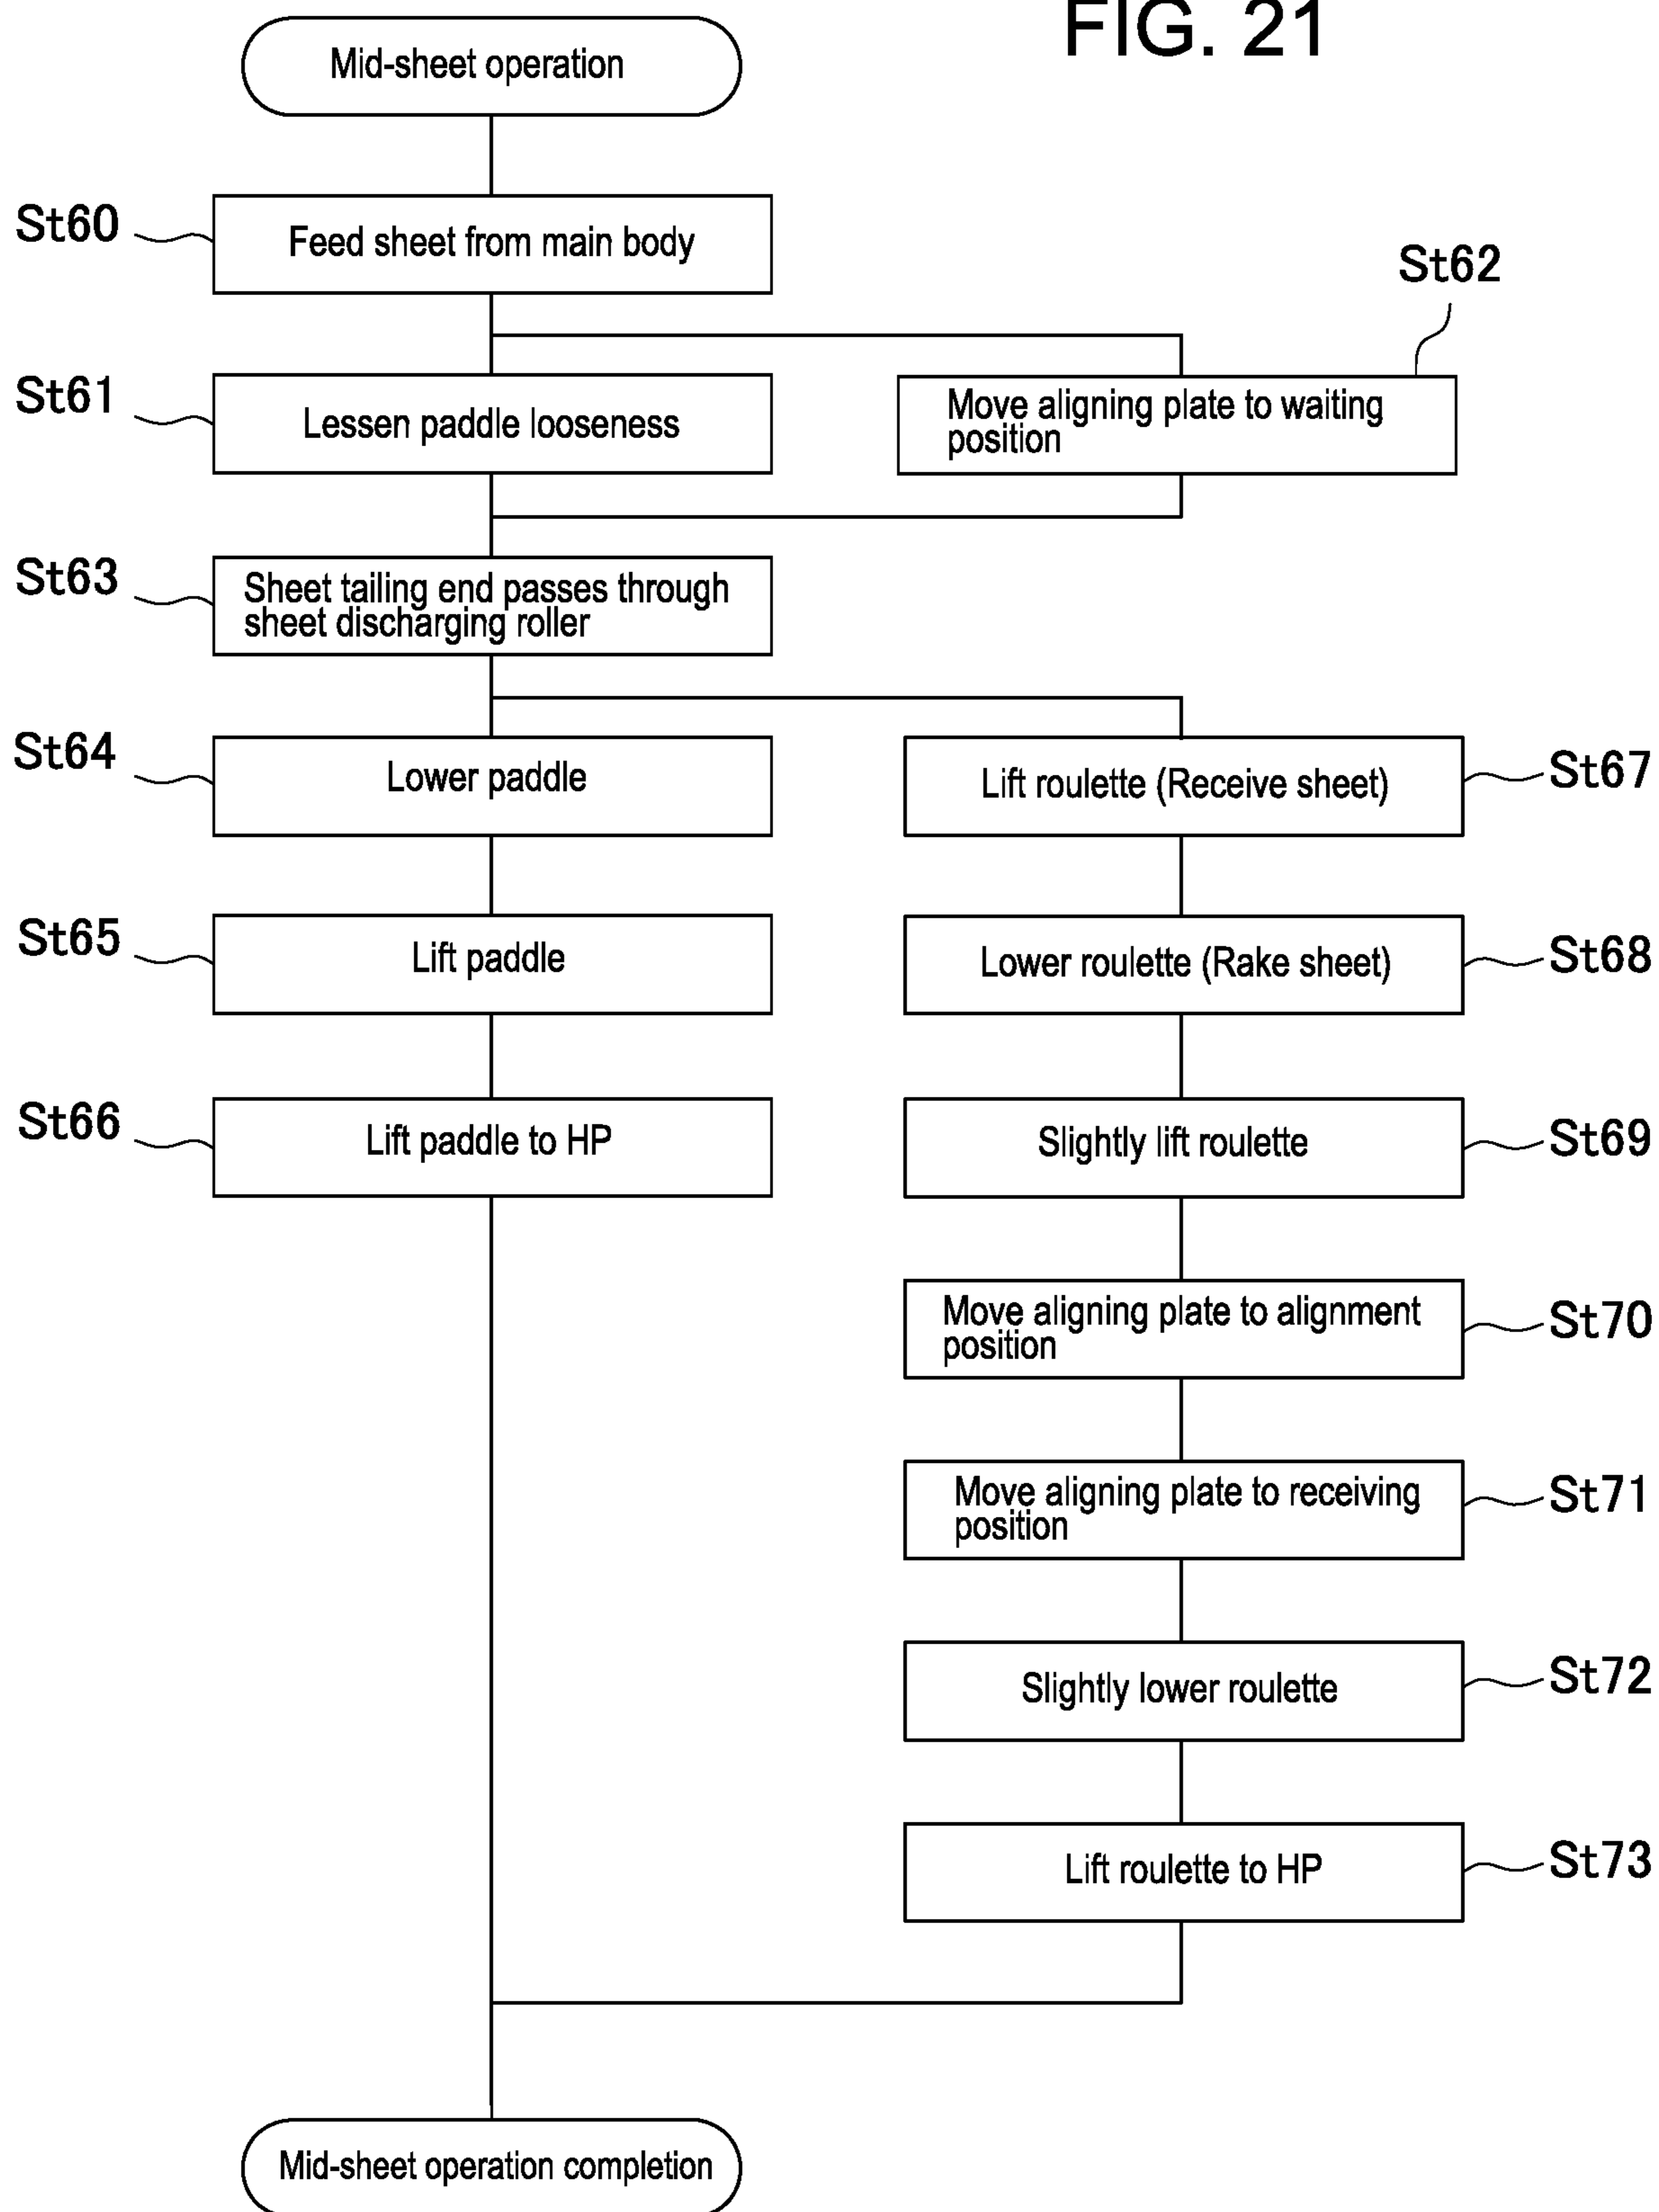 FIG. 21
Mid-sheet operation
St60
Feed sheet from main body
St61
Lessen paddle looseness
St62
Move aligning plate to waiting
position
St63
Sheet tailing end passes through
sheet discharging roller
St64
Lower paddle
Lift roulette (Receive sheet)
St67
St65
Lift paddle
Lower roulette (Rake sheet)
St68
St66
Lift paddle to HP
Slightly lift roulette
St69
Move aligning plate to alignment
position
St70
Move aligning plate to receiving
position
St71
Slightly lower roulette
St72
Lift roulette to HP
St73
Mid-sheet operation completion